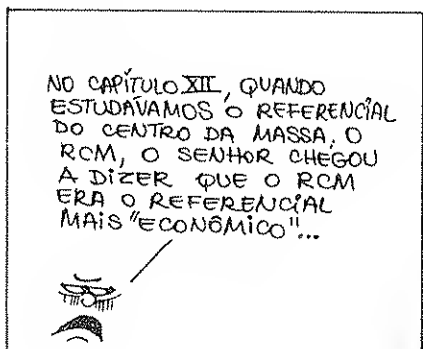 NO CAPÍTULO XII, QUANDO
ESTUDÁVAMOS O REFERENCIAL
DO CENTRO DA MASSA, O
RCM, O SENHOR CHEGOU
A DIZER QUE O RCM
ERA O REFERENCIAL
MAIS "ECONÔMICO"...